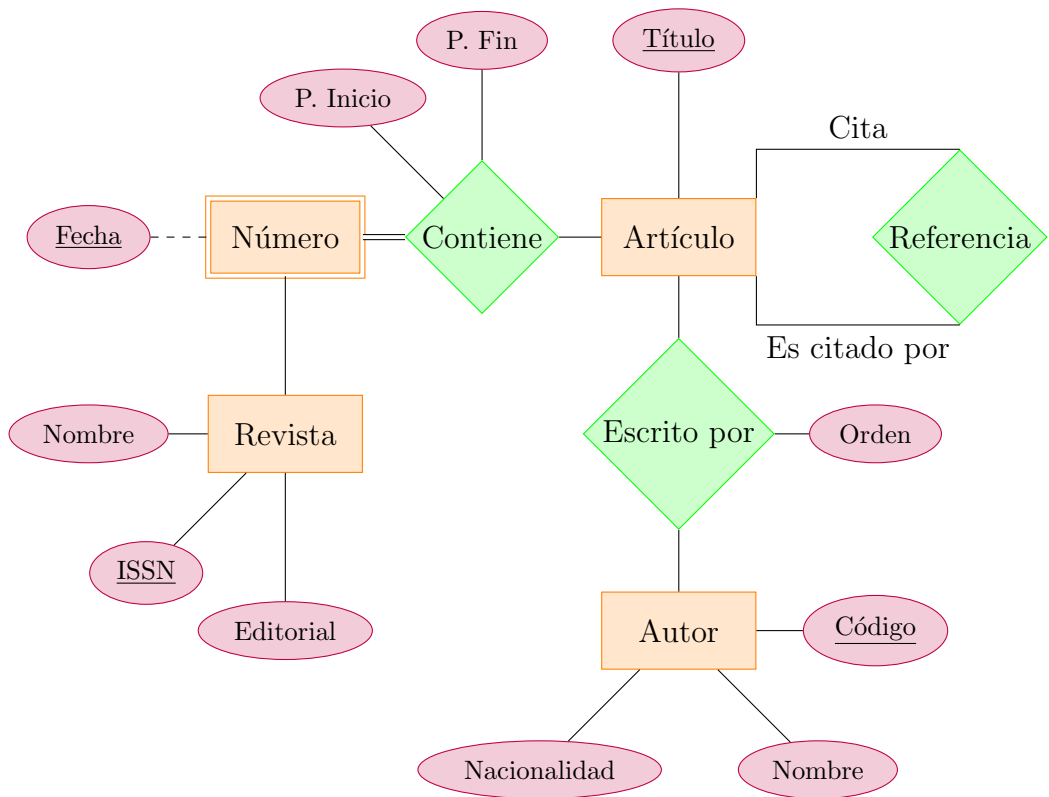 P. Fin
Título
P. Inicio
Cita
Fecha
Número
Contiene
Artículo
Referencia
Es citado por
Nombre
Revista
Escrito por
Orden
ISSN
Editorial
Autor
Código
Nacionalidad
Nombre